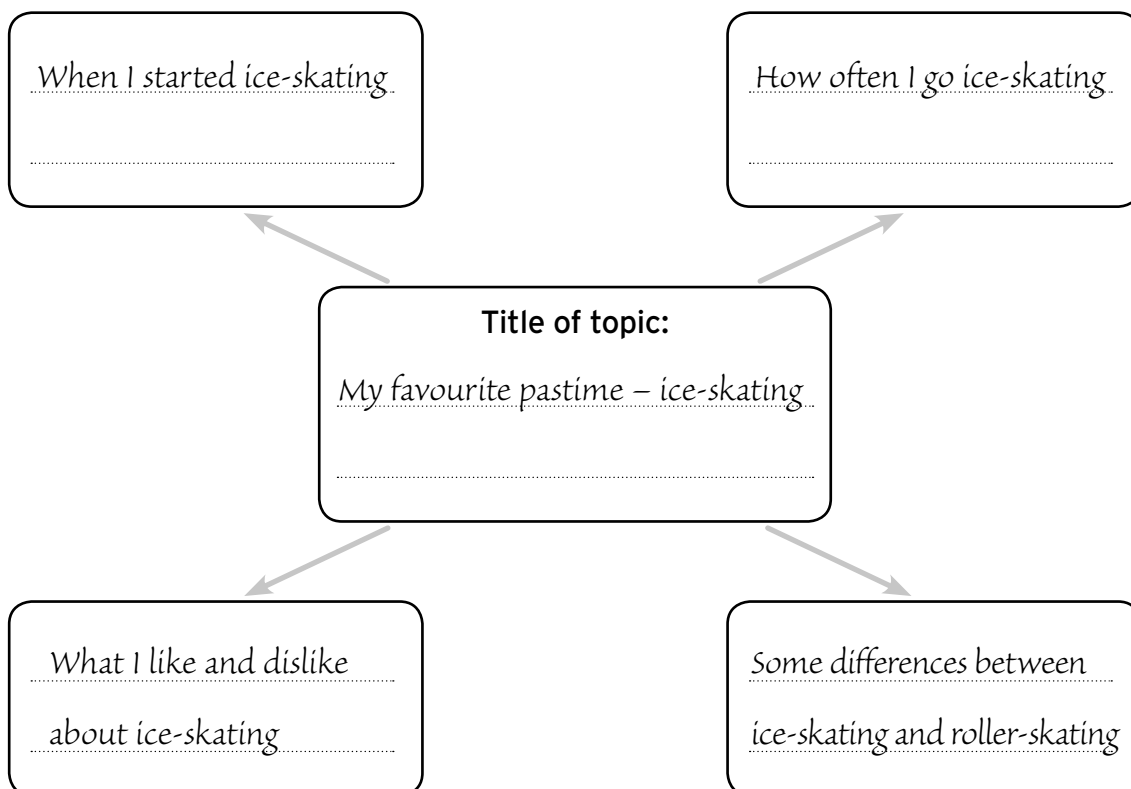 When I started ice-skating
How often I go ice-skating
Title of topic:
My favourite pastime – ice-skating
What I like and dislike
about ice-skating
Some differences between
ice-skating and roller-skating